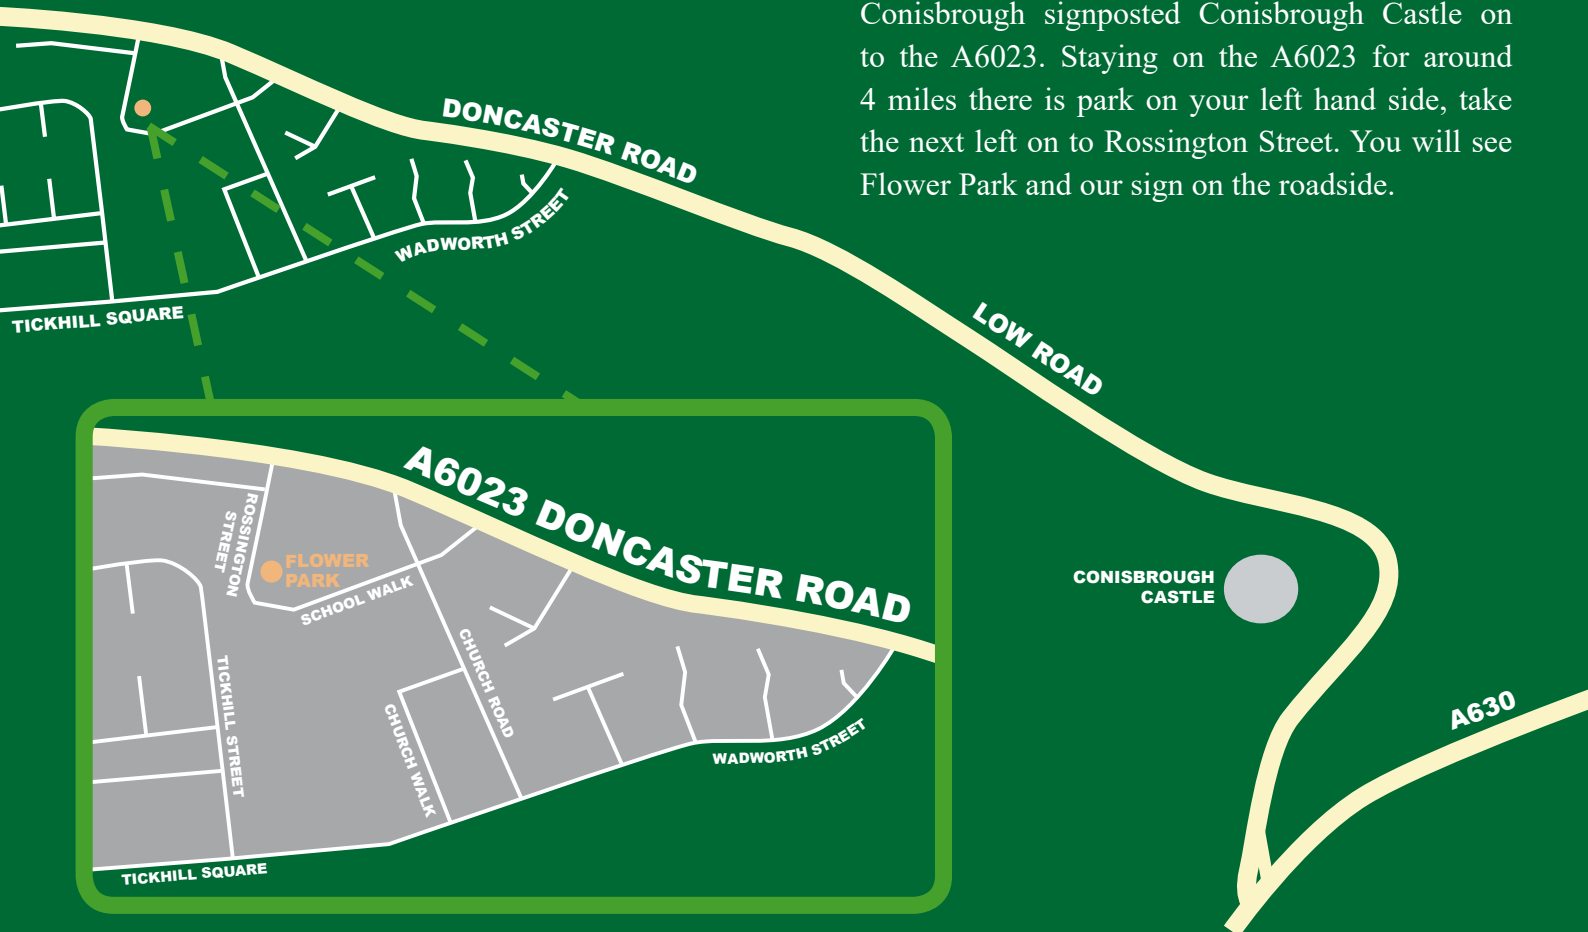 Conisbrough signposted Conisbrough Castle on
to the A6023. Staying on the A6023 for around
4 miles there is park on your left hand side, take
the next left on to Rossington Street. You will see
Flower Park and our sign on the roadside.
DONCASTER ROAD
WADWORTH STREET
TICKHILL SQUARE
LOW ROAD
A6023 DONCASTER ROAD
ROSSINGTON
STREET
FLOWER
PARK
SCHOOL WALK
CHURCH ROAD
TICKHILL STREET
CHURCH WALK
WADWORTH STREET
TICKHILL SQUARE
CONISBROUGH
CASTLE
A630